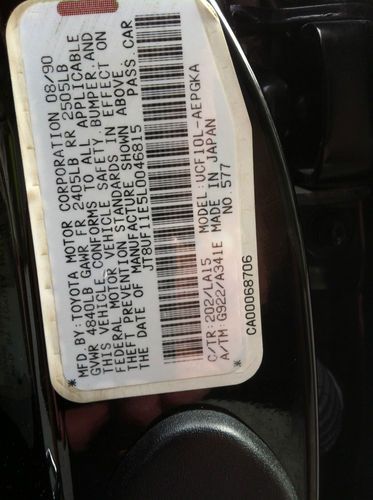 MFD BY:TOYOTA MOTOR CORPORATION 08/90
GVWR 4840LB GAWR FR 2405LB RR 2505LB
THIS VEHICLE CONFORMS TO ALL APPLICABLE
FEDERAL MOTOR VEHICLE SAFETY BUMPER AND
THEFT PREVENTION STANDARDS IN EFFECT ON
THE DATE OF MANUFACTURE SHOWN ABOVE
JT8UF11E5L0046815 PASS.CAR
C/TR:202/LA15 MODEL:UCF10L-AEPGKA
A/TM:G922/A341E MADE IN JAPAN
NO.577
* CA00068706 *